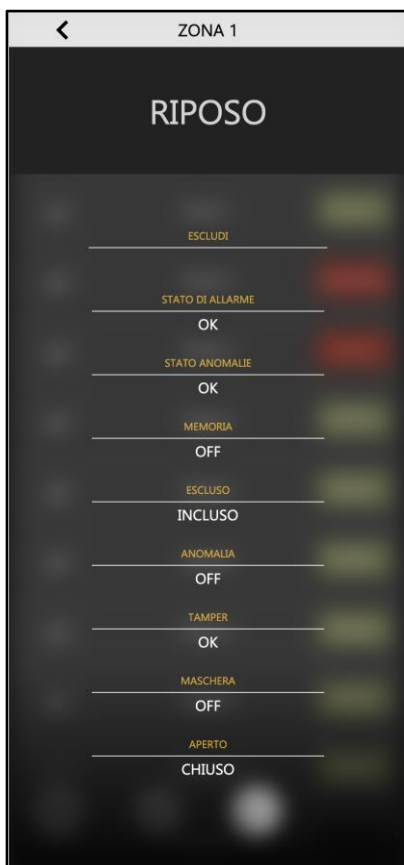 ZONA 1
RIPOSO
ESCLUDI
STATO DI ALLARME
OK
STATO ANOMALIE
OK
MEMORIA
OFF
ESCLUSO
INCLUSO
ANOMALIA
OFF
TAMPER
OK
MASCHERA
OFF
APERTO
CHIUSO